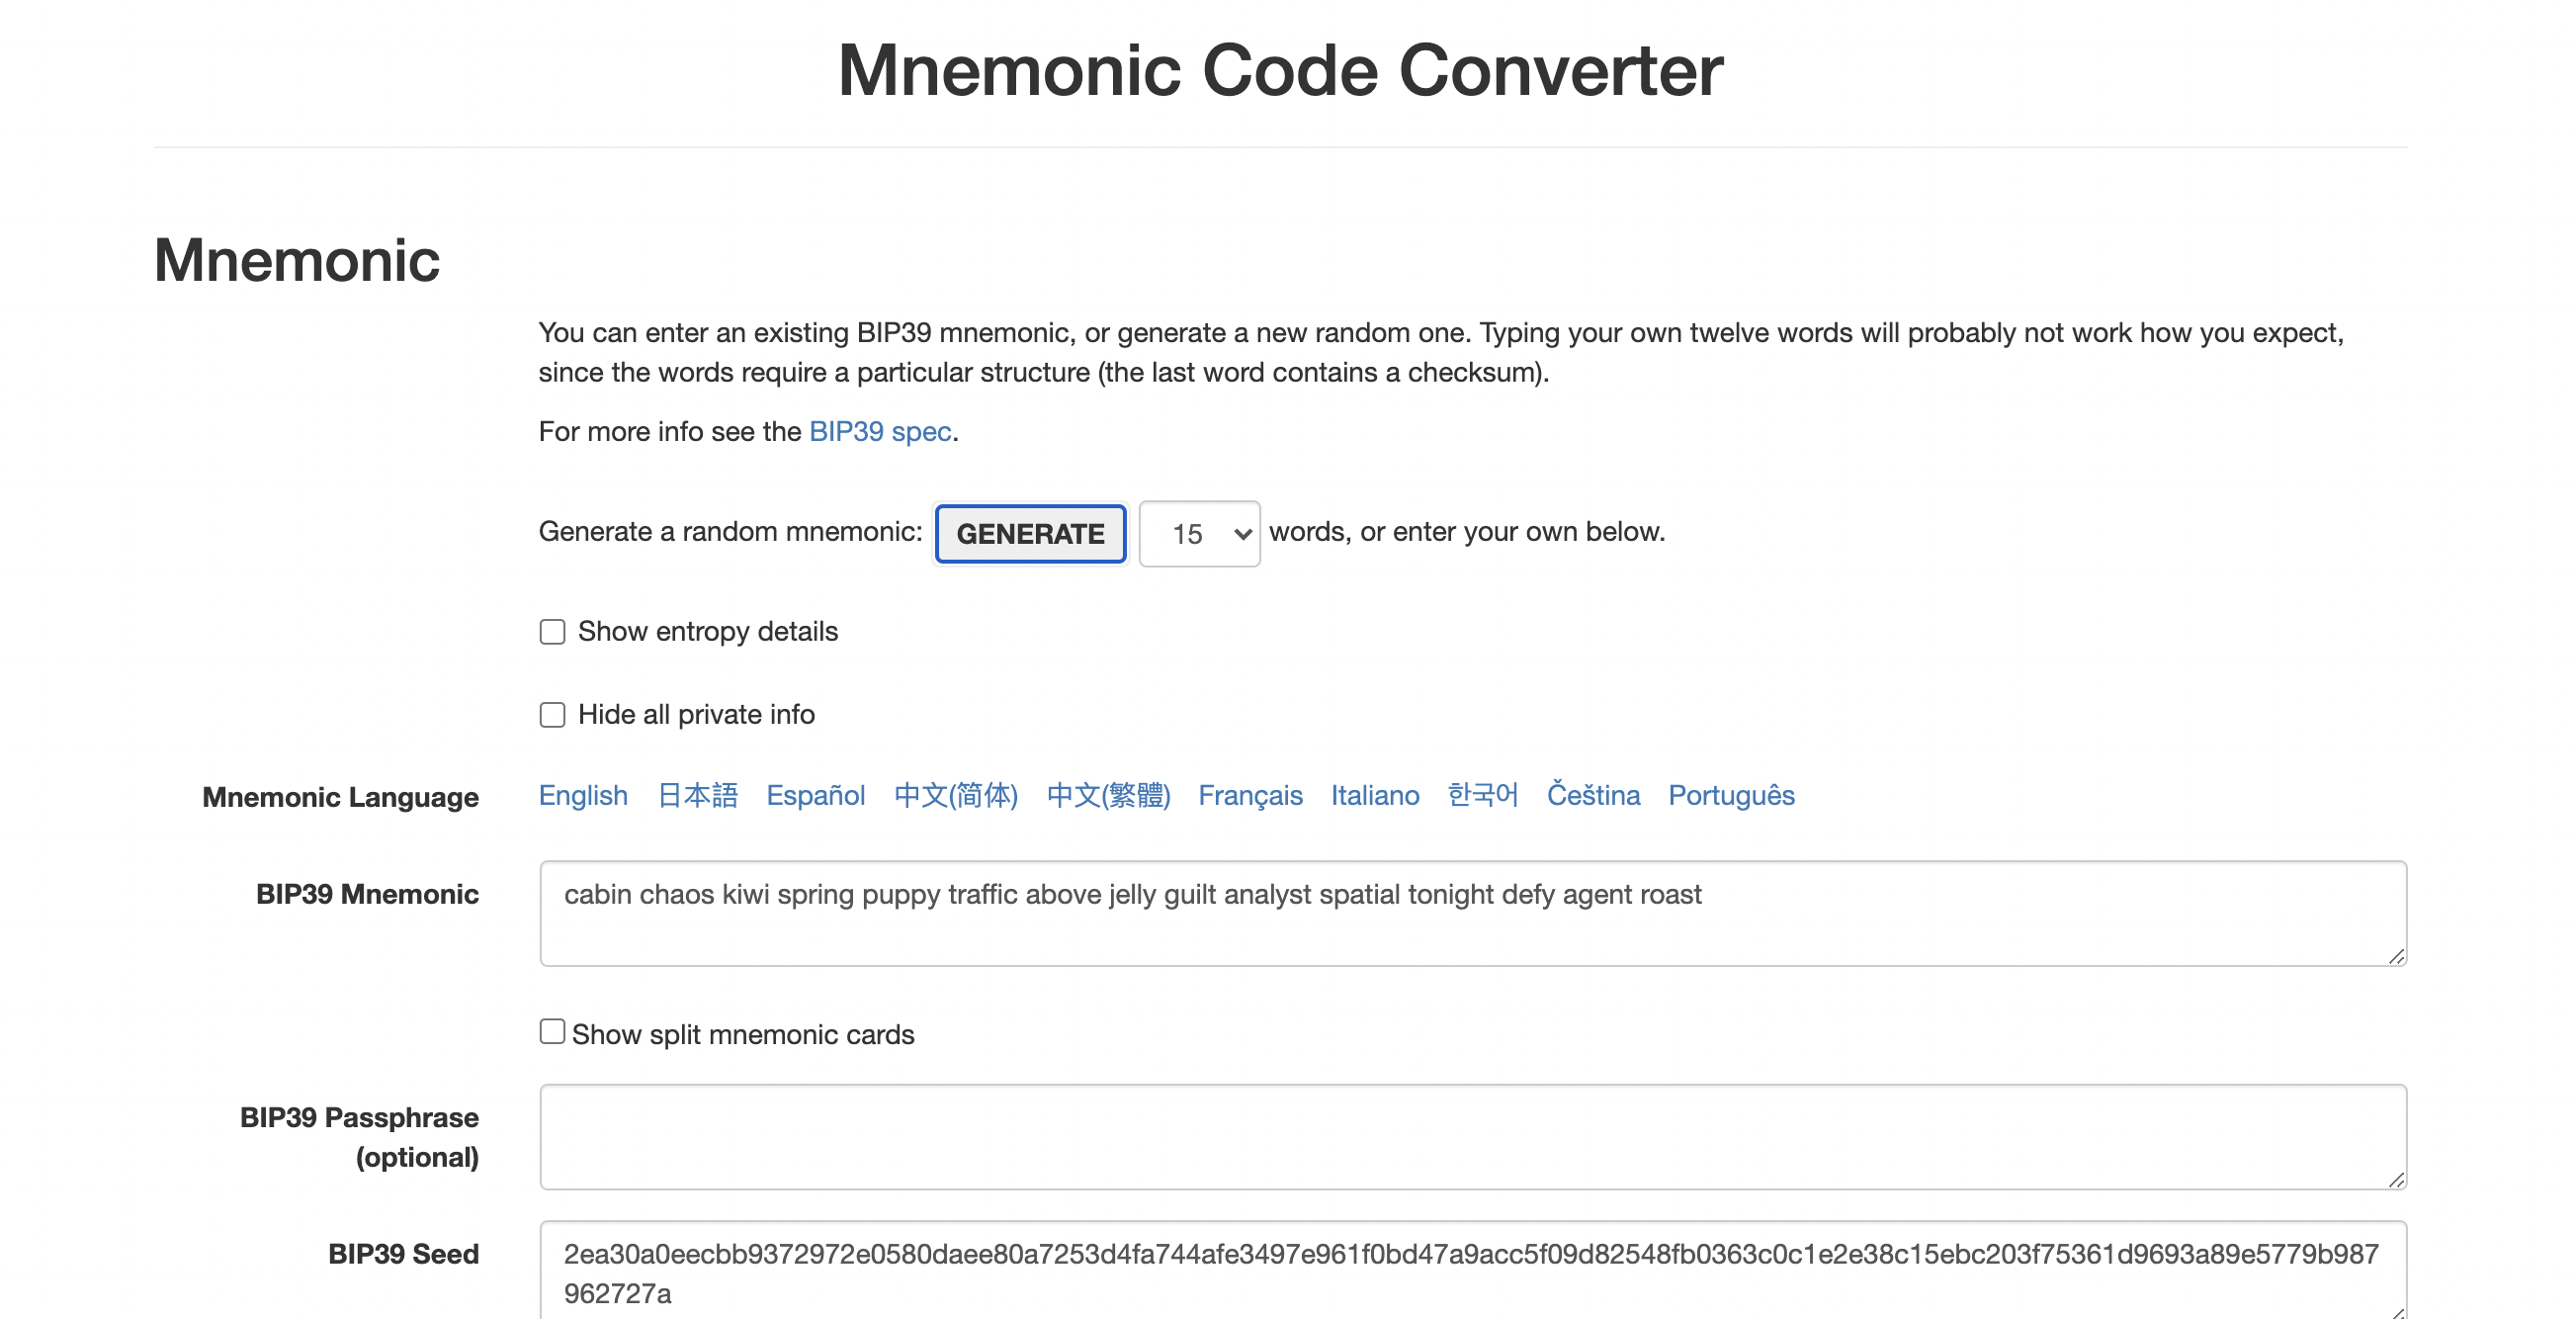 Mnemonic Code Converter
Mnemonic
You can enter an existing BIP39 mnemonic, or generate a new random one. Typing your own twelve words will probably not work how you expect,
since the words require a particular structure (the last word contains a checksum).
For more info see the BIP39 spec.
Generate a random mnemonic: GENERATE 15 words, or enter your own below.
Show entropy details
Hide all private info
Mnemonic Language English 日本語 Español 中文(简体) 中文(繁體) Français Italiano 한국어 Čeština Português
BIP39 Mnemonic cabin chaos kiwi spring puppy traffic above jelly guilt analyst spatial tonight defy agent roast
Show split mnemonic cards
BIP39 Passphrase
(optional)
BIP39 Seed 2ea30a0eecbb9372972e0580daee80a7253d4fa744afe3497e961f0bd47a9acc5f09d82548fb0363c0c1e2e38c15ebc203f75361d9693a89e5779b987
962727a